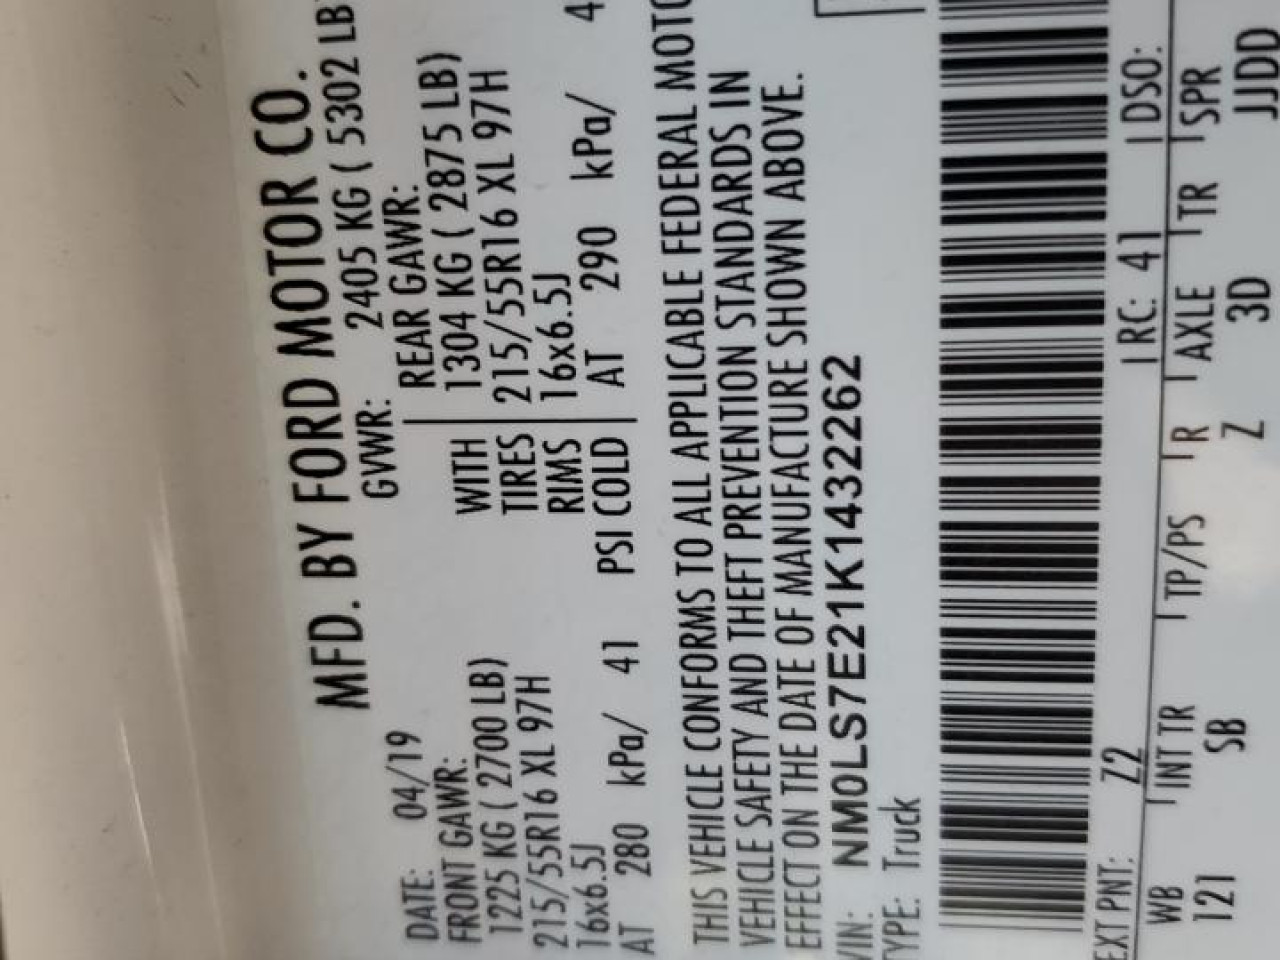 MFD. BY FORD MOTOR CO.
DATE: 04/19 GVWR: 2405 KG ( 5302 LB
FRONT GAWR: REAR GAWR:
1225 KG ( 2700 LB) WITH 1304 KG ( 2875 LB)
215/55R16 XL 97H TIRES 215/55R16 XL 97H
16x6.5J RIMS 16x6.5J
AT 280 kPa/ 41 PSI COLD AT 290 kPa/ 4
THIS VEHICLE CONFORMS TO ALL APPLICABLE FEDERAL MOTO
VEHICLE SAFETY AND THEFT PREVENTION STANDARDS IN
EFFECT ON THE DATE OF MANUFACTURE SHOWN ABOVE.
VIN: NM0LS7E21K1432262
TYPE: Truck
EXT PNT: Z2 RC: 41 DSO:
WB INT TR TP/PS R AXLE TR SPR
121 SB Z 3D JJDD